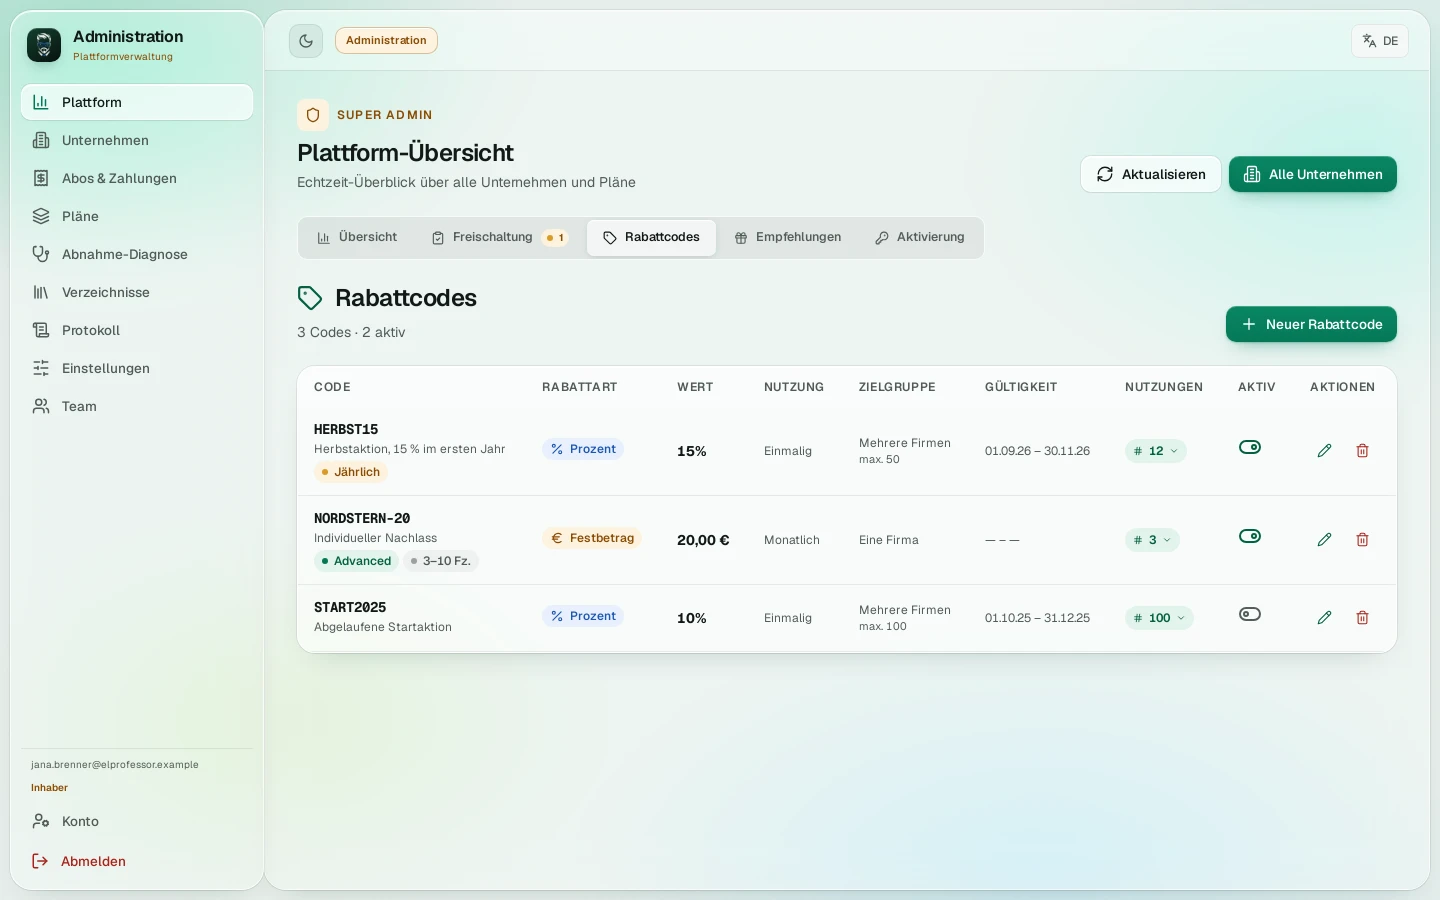 Administration
Plattformverwaltung
Plattform
Unternehmen
Abos & Zahlungen
Pläne
Abnahme-Diagnose
Verzeichnisse
Protokoll
Einstellungen
Team
jana.brenner@elprofessor.example
Inhaber
Konto
Abmelden
Administration
DE
SUPER ADMIN
Plattform-Übersicht
Echtzeit-Überblick über alle Unternehmen und Pläne
Aktualisieren
Alle Unternehmen
Übersicht
Freischaltung 1
Rabattcodes
Empfehlungen
Aktivierung
Rabattcodes
3 Codes · 2 aktiv
Neuer Rabattcode
CODE RABATTART WERT NUTZUNG ZIELGRUPPE GÜLTIGKEIT NUTZUNGEN AKTIV AKTIONEN
HERBST15
Herbstaktion, 15 % im ersten Jahr
Jährlich
% Prozent
15%
Einmalig
Mehrere Firmen
max. 50
01.09.26 – 30.11.26
# 12
NORDSTERN-20
Individueller Nachlass
Advanced
3–10 Fz.
€ Festbetrag
20,00 €
Monatlich
Eine Firma
— – —
# 3
START2025
Abgelaufene Startaktion
% Prozent
10%
Einmalig
Mehrere Firmen
max. 100
01.10.25 – 31.12.25
# 100